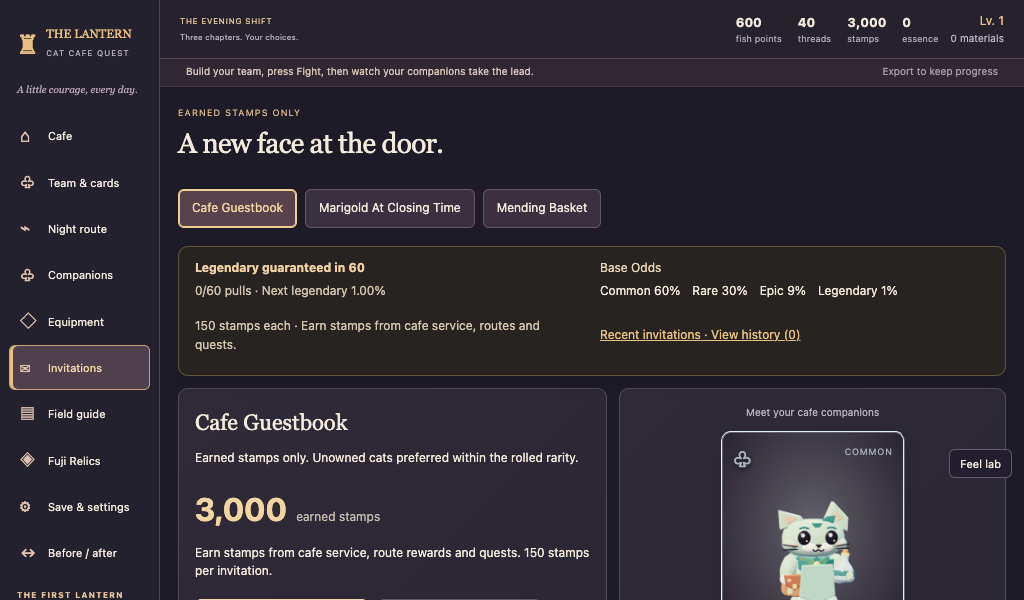 THE LANTERN
CAT CAFE QUEST
A little courage, every day.
Cafe
Team & cards
Night route
Companions
Equipment
Invitations
Field guide
Fuji Relics
Save & settings
Before / after
THE FIRST LANTERN
THE EVENING SHIFT
Three chapters. Your choices.
600
fish points
40
threads
3,000
stamps
0
essence
Lv. 1
0 materials
Build your team, press Fight, then watch your companions take the lead.
Export to keep progress
EARNED STAMPS ONLY
A new face at the door.
Cafe Guestbook
Marigold At Closing Time
Mending Basket
Legendary guaranteed in 60
0/60 pulls · Next legendary 1.00%
150 stamps each · Earn stamps from cafe service, routes and
quests.
Base Odds
Common 60% Rare 30% Epic 9% Legendary 1%
Recent invitations · View history (0)
Cafe Guestbook
Earned stamps only. Unowned cats preferred within the rolled rarity.
3,000 earned stamps
Earn stamps from cafe service, route rewards and quests. 150 stamps
per invitation.
Meet your cafe companions
COMMON
Feel lab